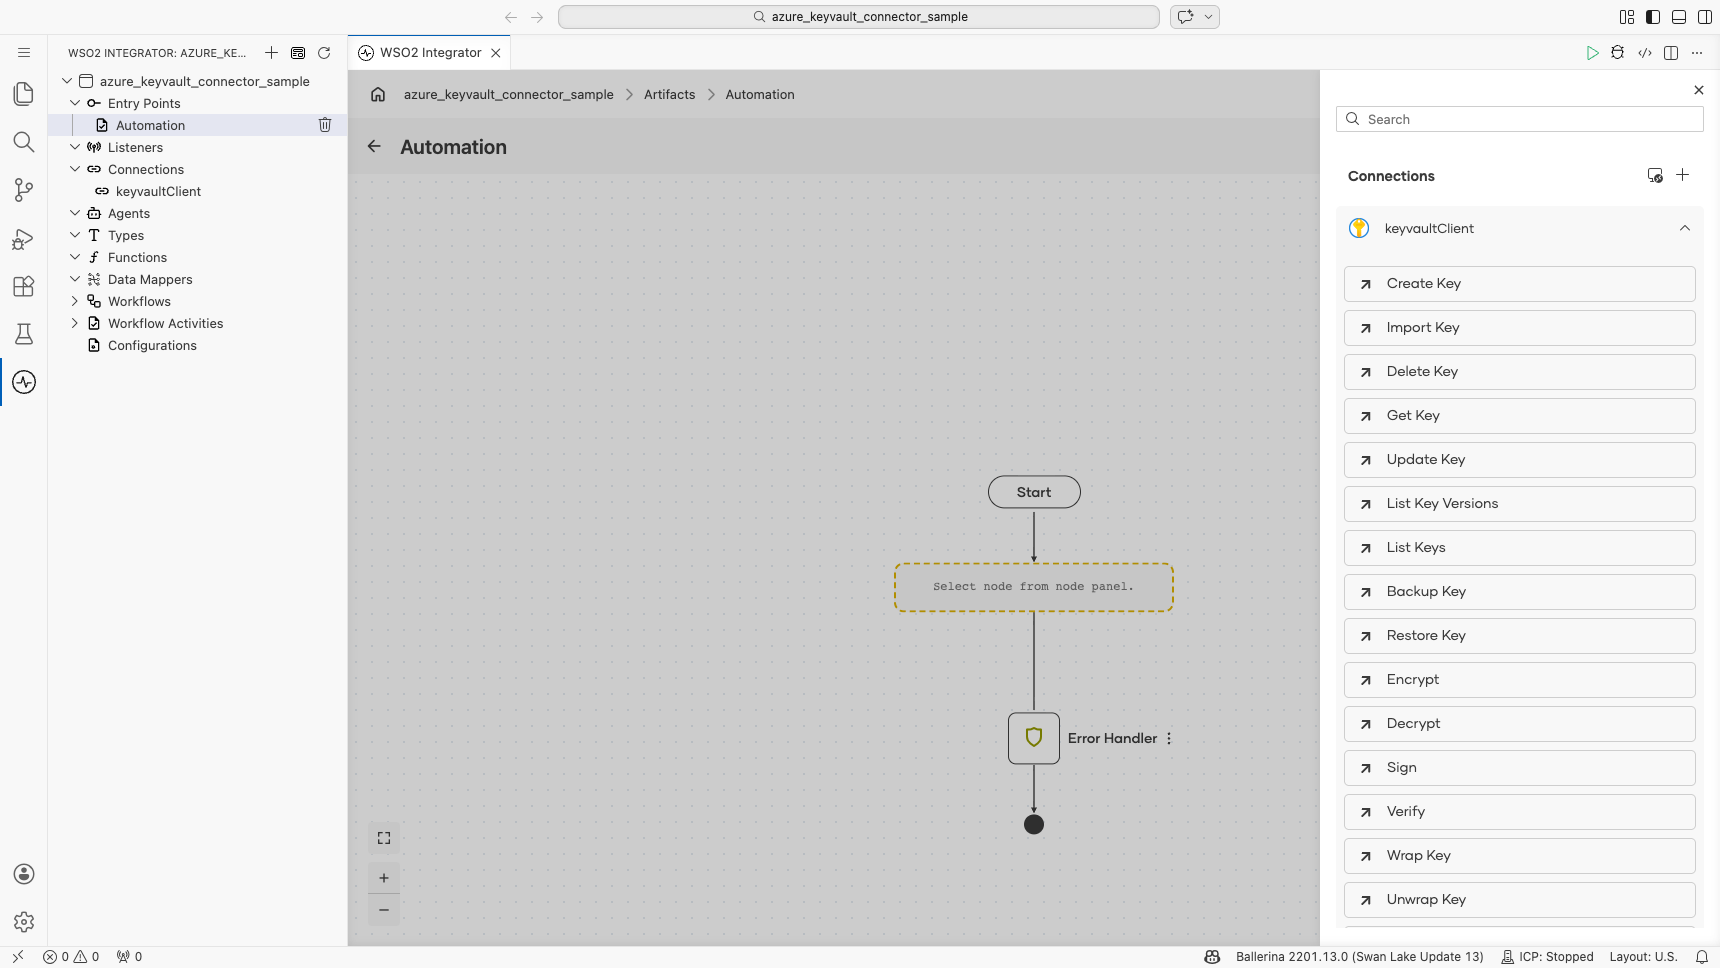 azure_keyvault_connector_sample
WSO2 INTEGRATOR: AZURE_KE...
azure_keyvault_connector_sample
Entry Points
Automation
Listeners
Connections
keyvaultClient
Agents
Types
Functions
Data Mappers
Workflows
Workflow Activities
Configurations
WSO2 Integrator
azure_keyvault_connector_sample
Artifacts
Automation
Automation
Start
Select node from node panel.
Error Handler
Search
Connections
keyvaultClient
Create Key
Import Key
Delete Key
Get Key
Update Key
List Key Versions
List Keys
Backup Key
Restore Key
Encrypt
Decrypt
Sign
Verify
Wrap Key
Unwrap Key
0 0 0
Ballerina 2201.13.0 (Swan Lake Update 13)
ICP: Stopped
Layout: U.S.